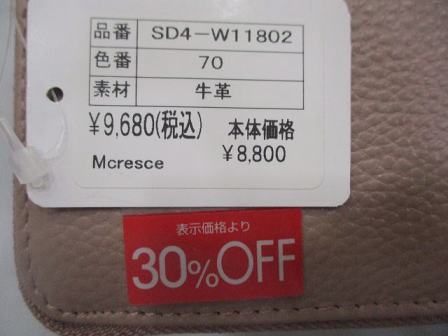 品番 SD4-W11802
色番 70
素材 牛革
¥9,680(税込) 本体価格
¥8,800
Mcresce
表示価格より
30%OFF